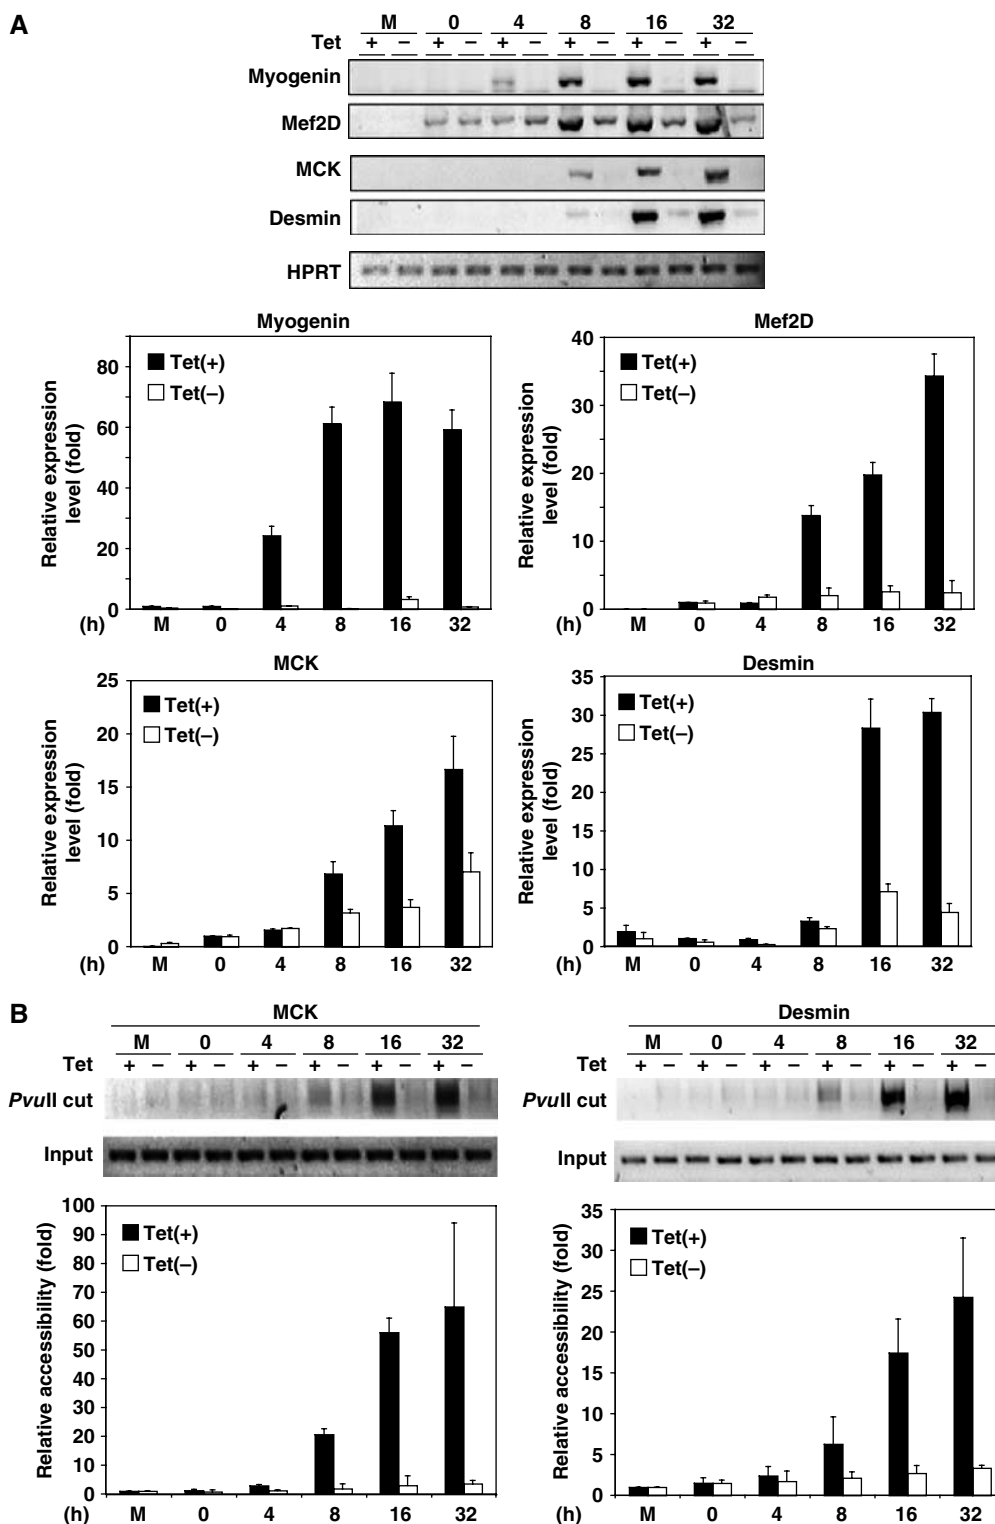 A
M 0 4 8 16 32
Tet + − + − + − + − + − + −
Myogenin
Mef2D
MCK
Desmin
HPRT
Myogenin
Relative expression
level (fold)
80
60
40
20
0
Tet(+)
Tet(−)
(h) M 0 4 8 16 32
Mef2D
Relative expression
level (fold)
40
30
20
10
0
Tet(+)
Tet(−)
(h) M 0 4 8 16 32
MCK
Relative expression
level (fold)
25
20
15
10
5
0
Tet(+)
Tet(−)
M 0 4 8 16 32
Desmin
Relative expression
level (fold)
35
30
25
20
15
10
5
0
Tet(+)
Tet(−)
M 0 4 8 16 32
B
MCK
M 0 4 8 16 32
Tet + − + − + − + − + − + −
PvuII cut
Input
Relative accessibility (fold)
100
90
80
70
60
50
40
30
20
10
0
Tet(+)
Tet(−)
(h) M 0 4 8 16 32
Desmin
M 0 4 8 16 32
Tet + − + − + − + − + − + −
PvuII cut
Input
Relative accessibility (fold)
35
30
25
20
15
10
5
0
Tet(+)
Tet(−)
(h) M 0 4 8 16 32